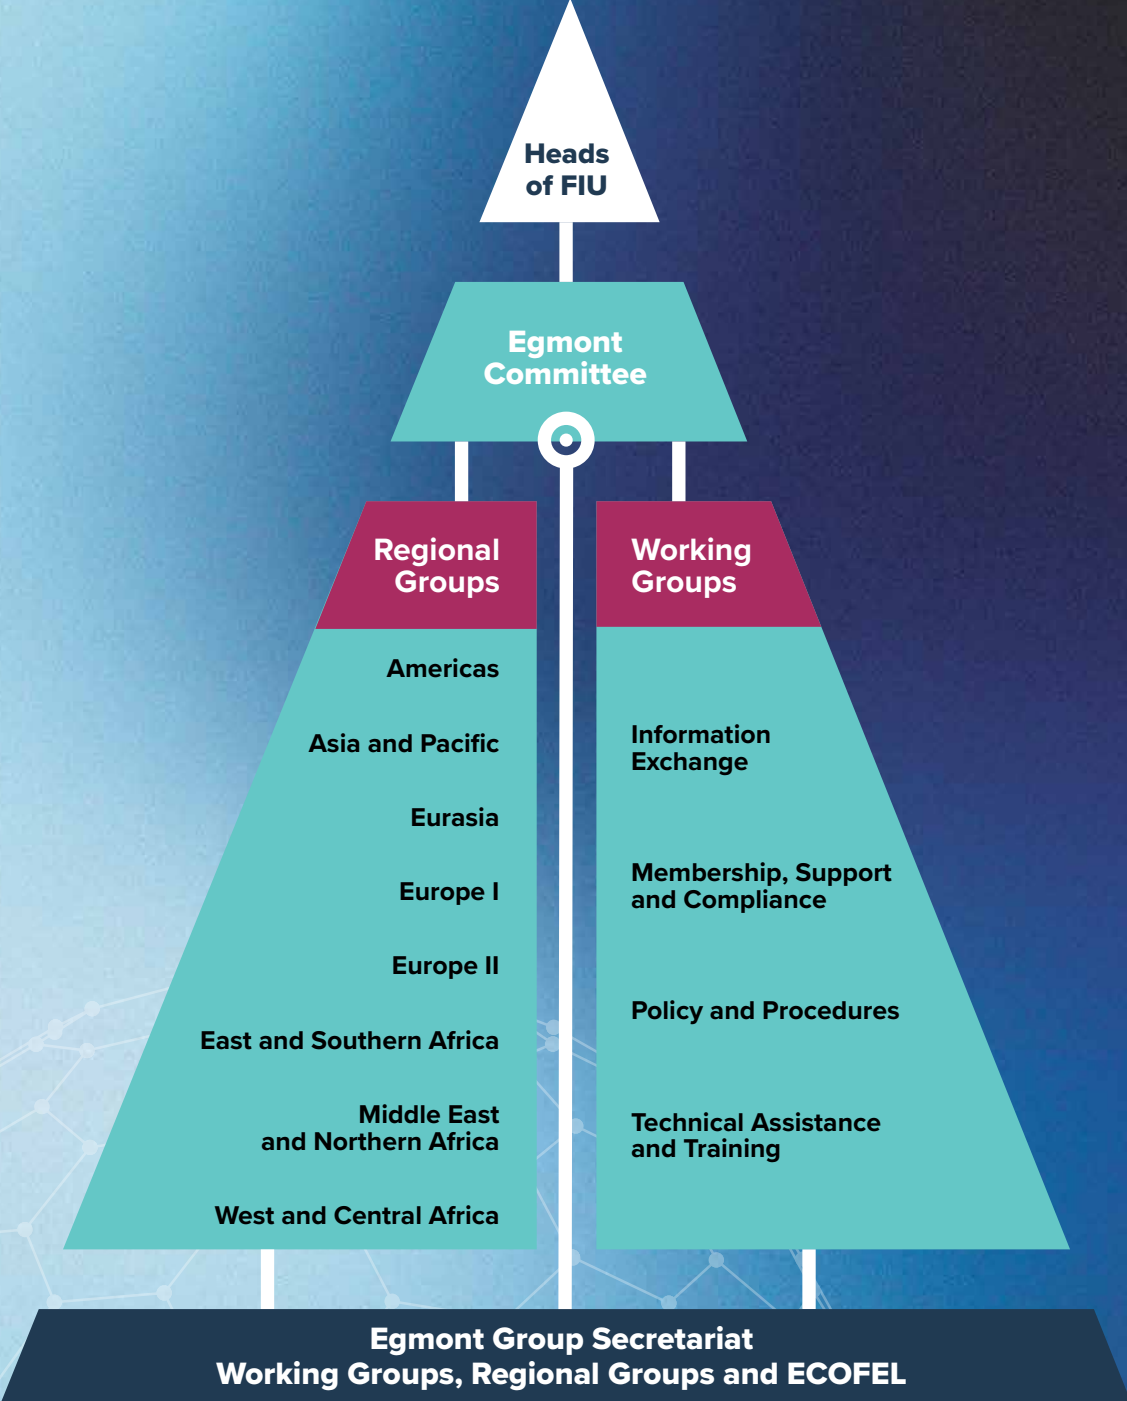 Heads
of FIU
Egmont
Committee
Regional
Groups
Americas
Asia and Pacific
Eurasia
Europe I
Europe II
East and Southern Africa
Middle East
and Northern Africa
West and Central Africa
Working
Groups
Information
Exchange
Membership, Support
and Compliance
Policy and Procedures
Technical Assistance
and Training
Egmont Group Secretariat
Working Groups, Regional Groups and ECOFEL